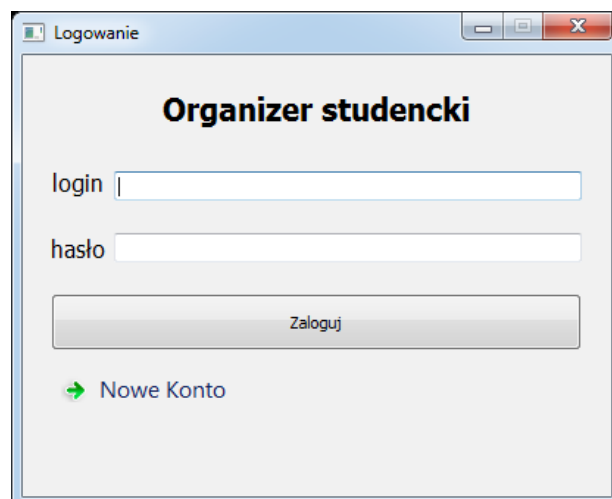 Logowanie
Organizer studencki
login
hasło
Zaloguj
Nowe Konto